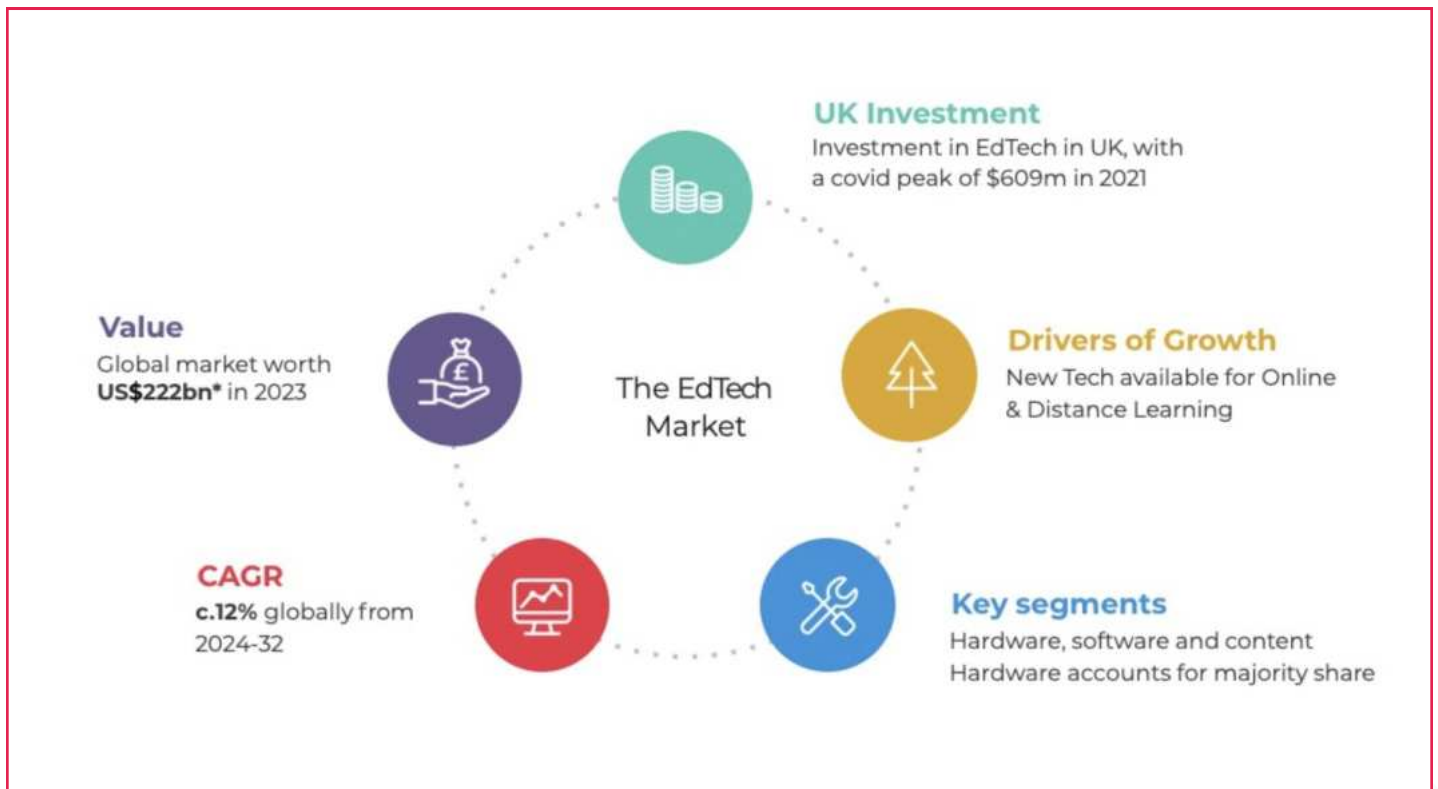 UK Investment
Investment in EdTech in UK, with
a covid peak of $609m in 2021
Value
Global market worth
US$222bn* in 2023
£
The EdTech
Market
Drivers of Growth
New Tech available for Online
& Distance Learning
CAGR
c.12% globally from
2024-32
Key segments
Hardware, software and content
Hardware accounts for majority share